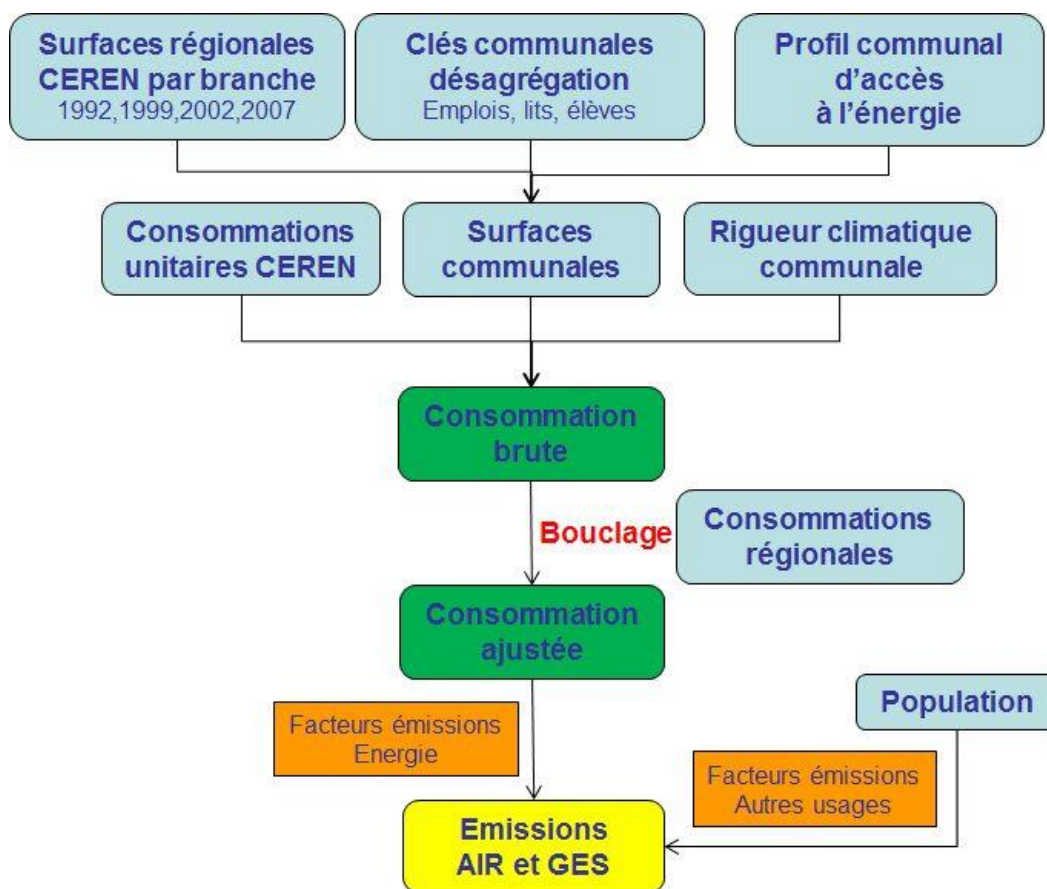 Surfaces régionales
CEREN par branche
1992,1999,2002,2007
Clés communales
désagrégation
Emplois, lits, élèves
Profil communal
d’accès
à l’énergie
Consommations
unitaires CEREN
Surfaces
communales
Rigueur climatique
communale
Consommation
brute
Bouclage
Consommations
régionales
Consommation
ajustée
Facteurs émissions
Energie
Population
Facteurs émissions
Autres usages
Emissions
AIR et GES